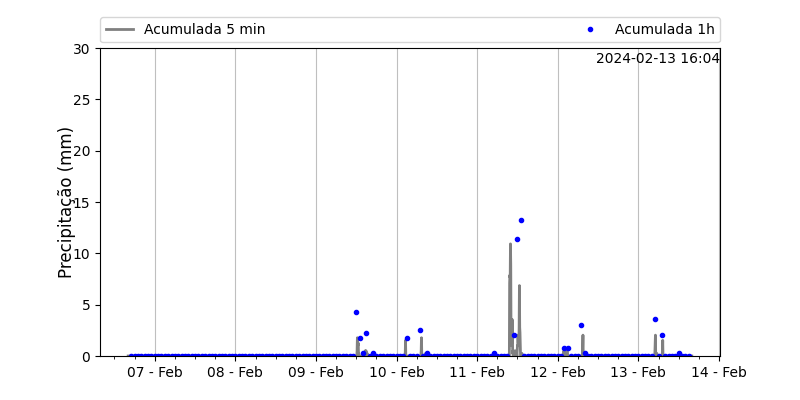 Acumulada 5 min Acumulada 1h
2024-02-13 16:04
Precipitação (mm)
30
25
20
15
10
5
0
07 - Feb 08 - Feb 09 - Feb 10 - Feb 11 - Feb 12 - Feb 13 - Feb 14 - Feb